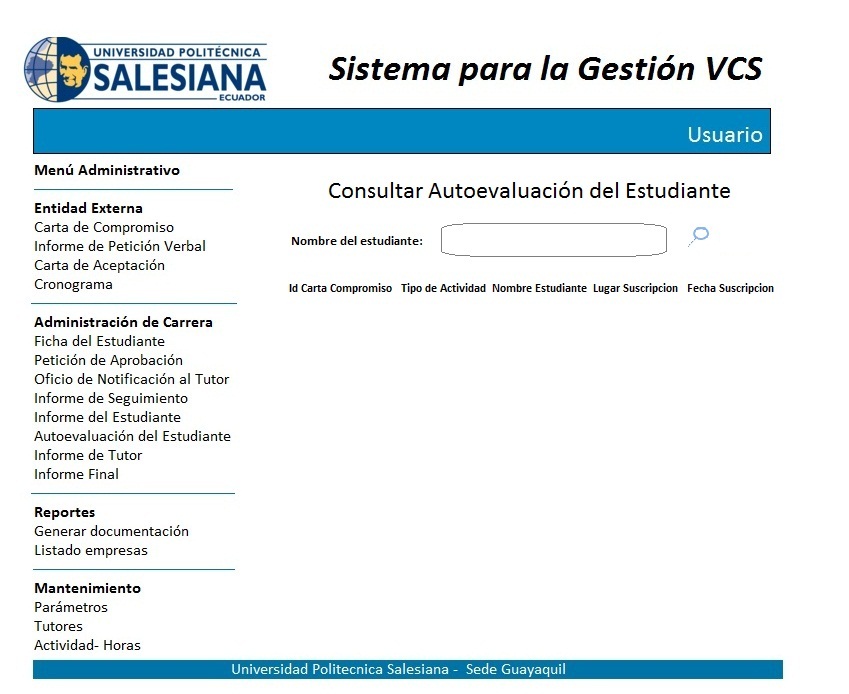 UNIVERSIDAD POLITÉCNICA
SALESIANA
ECUADOR
Sistema para la Gestión VCS
Usuario
Menú Administrativo
Entidad Externa
Carta de Compromiso
Informe de Petición Verbal
Carta de Aceptación
Cronograma
Administración de Carrera
Ficha del Estudiante
Petición de Aprobación
Oficio de Notificación al Tutor
Informe de Seguimiento
Informe del Estudiante
Autoevaluación del Estudiante
Informe de Tutor
Informe Final
Reportes
Generar documentación
Listado empresas
Mantenimiento
Parámetros
Tutores
Actividad- Horas
Consultar Autoevaluación del Estudiante
Nombre del estudiante:
Id Carta Compromiso Tipo de Actividad Nombre Estudiante Lugar Suscripcion Fecha Suscripcion
Universidad Politecnica Salesiana - Sede Guayaquil